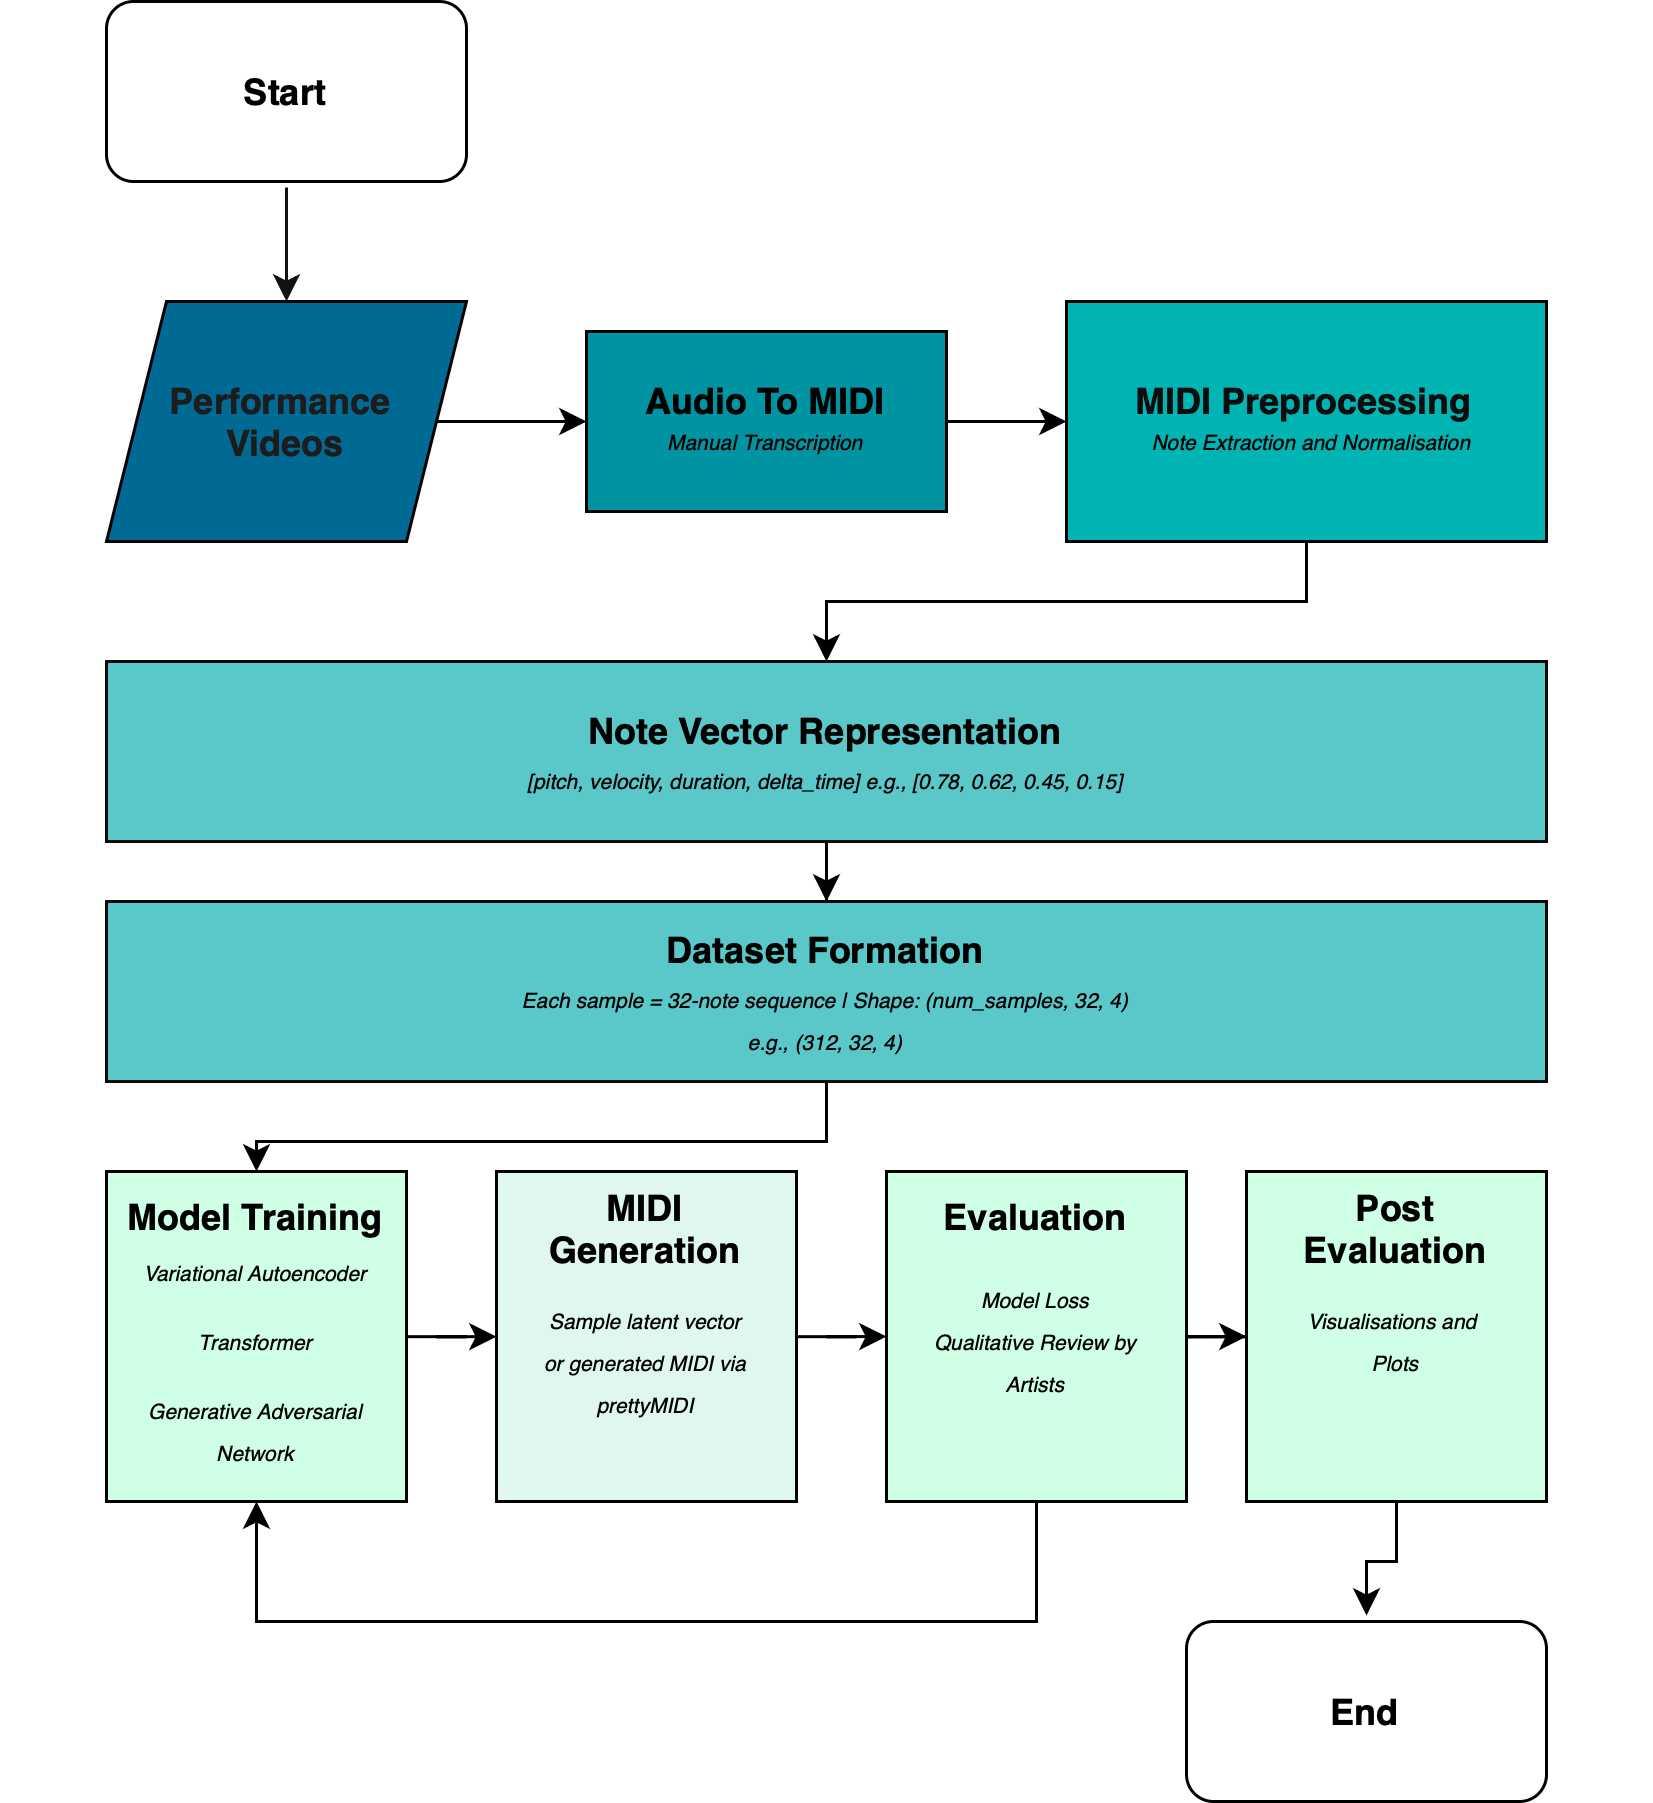 Start
Performance
Videos
Audio To MIDI
Manual Transcription
MIDI Preprocessing
Note Extraction and Normalisation
Note Vector Representation
[pitch, velocity, duration, delta_time] e.g., [0.78, 0.62, 0.45, 0.15]
Dataset Formation
Each sample = 32-note sequence | Shape: (num_samples, 32, 4)
e.g., (312, 32, 4)
Model Training
Variational Autoencoder
Transformer
Generative Adversarial
Network
MIDI
Generation
Sample latent vector
or generated MIDI via
prettyMIDI
Evaluation
Model Loss
Qualitative Review by
Artists
Post
Evaluation
Visualisations and
Plots
End